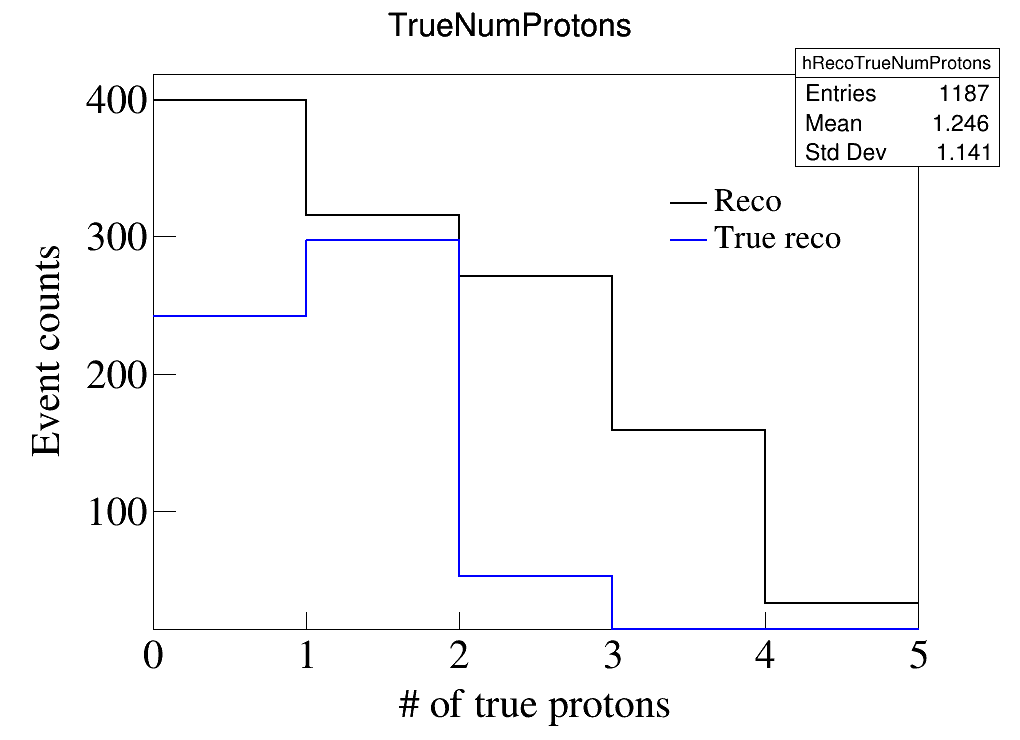 TrueNumProtons
hRecoTrueNumProtons
Entries 1187
Mean 1.246
Std Dev 1.141
Reco
True reco
400
300
200
100
Event counts
0 1 2 3 4 5
# of true protons